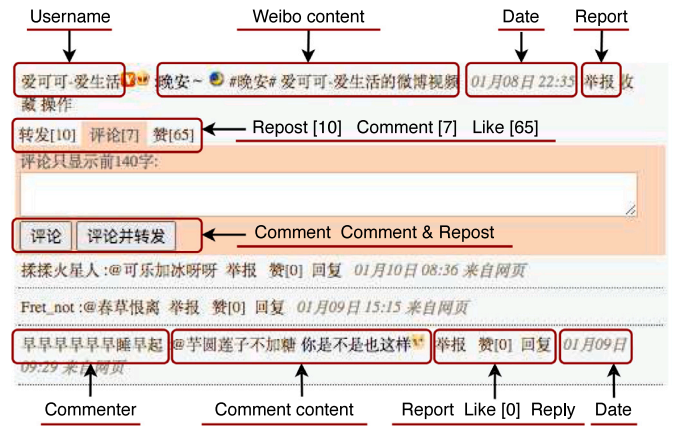 Username Weibo content Date Report
爱可可-爱生活 :晚安~ #晚安# 爱可可-爱生活的微博视频 01月08日 22:35 举报 收
藏 操作
转发[10] 评论[7] 赞[65] Repost [10] Comment [7] Like [65]
评论只显示前140字:
评论 评论并转发 Comment Comment & Repost
揉揉火星人 :@可乐加冰呀呀 举报 赞[0] 回复 01月10日 08:36 来自网页
Fret_not :@春草恨离 举报 赞[0] 回复 01月09日 15:15 来自网页
早早早早早早睡早起 :@芋圆莲子不加糖 你是不是也这样 举报 赞[0] 回复 01月09日
09:29 来自网页
Commenter Comment content Report Like [0] Reply Date